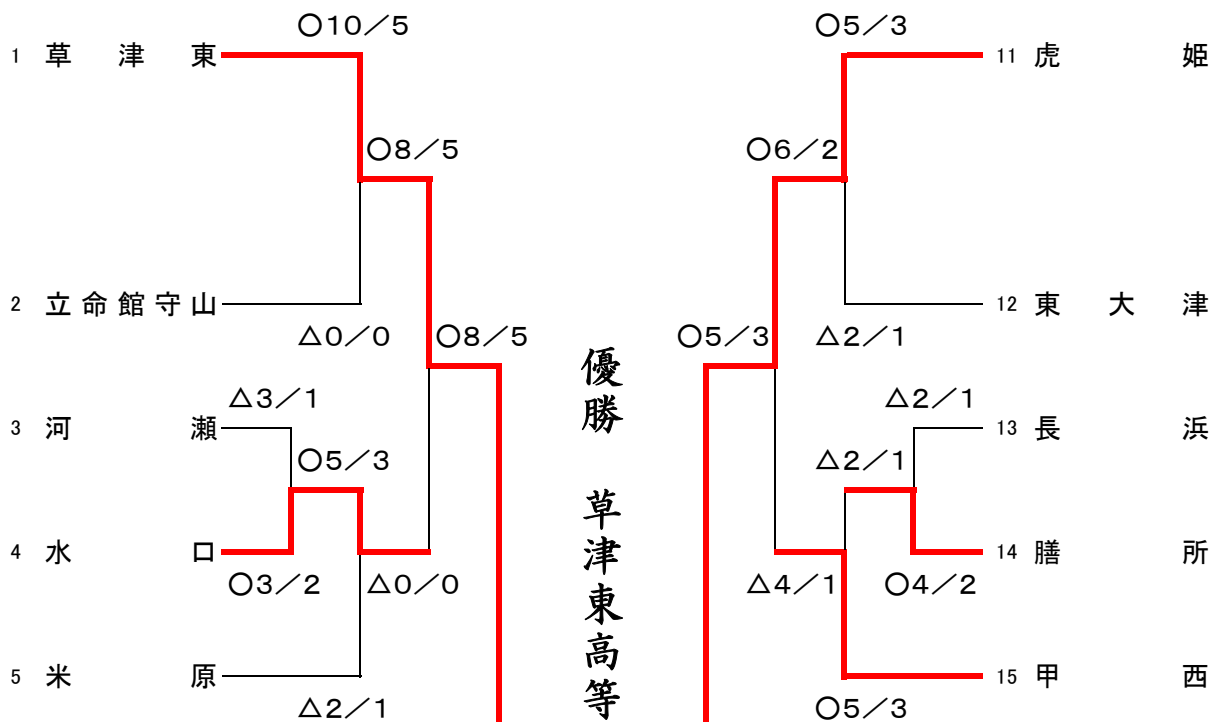 ○10／5
1 草津東
○8／5
2 立命館守山
△0／0
○8／5
△3／1
3 河瀬
○5／3
4 水口
○3／2
△0／0
5 米原
△2／1
優勝 草津東高等
○5／3
11 虎姫
○6／2
12 東大津
△2／1
○5／3
△2／1
13 長浜
△2／1
14 膳所
△4／1
○4／2
15 甲西
○5／3